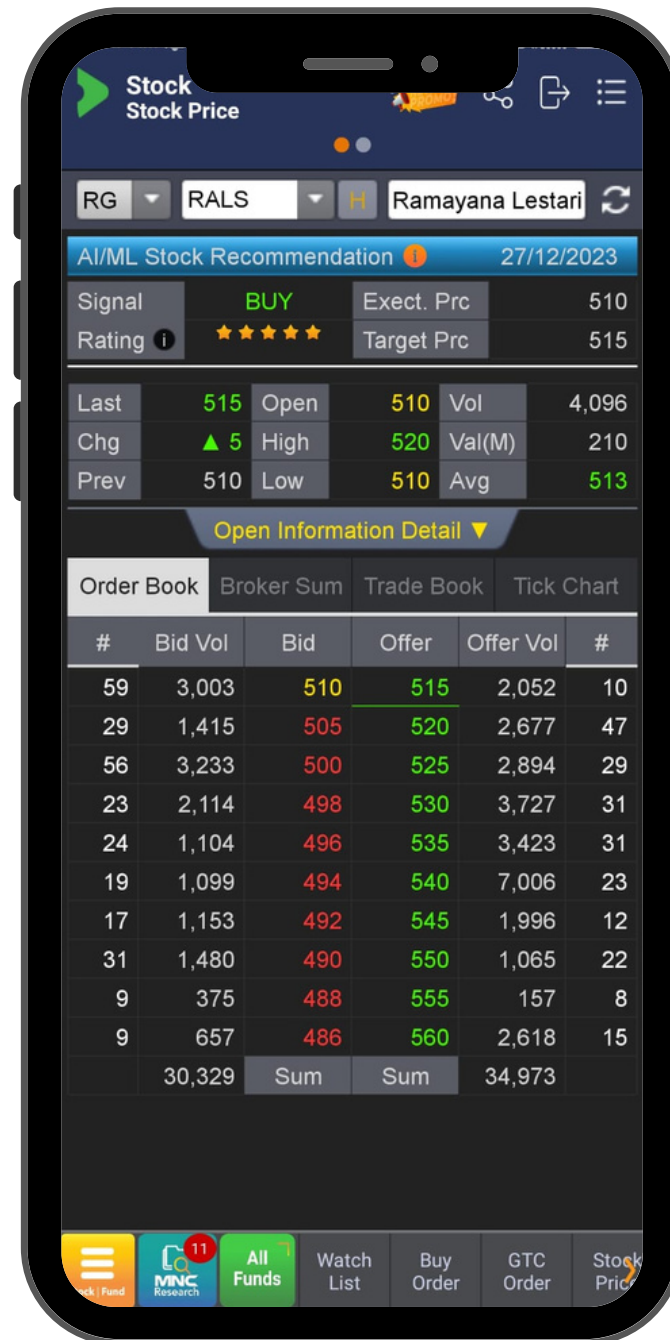 Stock
Stock Price
PROMO!
RG RALS H Ramayana Lestari
AI/ML Stock Recommendation i 27/12/2023
Signal BUY Exect. Prc 510
Rating i Target Prc 515
Last 515 Open 510 Vol 4,096
Chg ▲ 5 High 520 Val(M) 210
Prev 510 Low 510 Avg 513
Open Information Detail ▼
Order Book Broker Sum Trade Book Tick Chart
# Bid Vol Bid Offer Offer Vol #
59 3,003 510 515 2,052 10
29 1,415 505 520 2,677 47
56 3,233 500 525 2,894 29
23 2,114 498 530 3,727 31
24 1,104 496 535 3,423 31
19 1,099 494 540 7,006 23
17 1,153 492 545 1,996 12
31 1,480 490 550 1,065 22
9 375 488 555 157 8
9 657 486 560 2,618 15
30,329 Sum Sum 34,973
ock | Fund
11
MNC
Research
All
Funds
Watch
List
Buy
Order
GTC
Order
Stock
Price